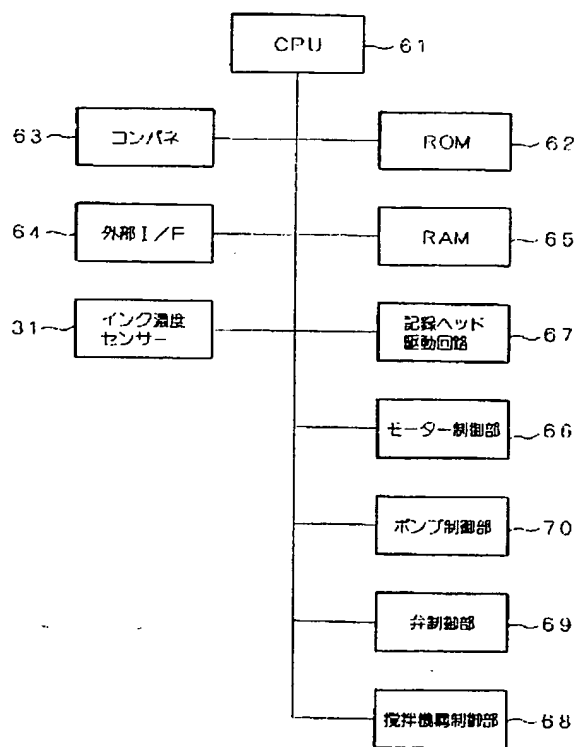 CPU
61
63
コンパネ
ROM
62
64
外部I/F
RAM
65
31
インク濃度
センサー
記録ヘッド
駆動回路
67
モーター制御部
66
ポンプ制御部
70
弁制御部
69
撹拌機構制御部
68